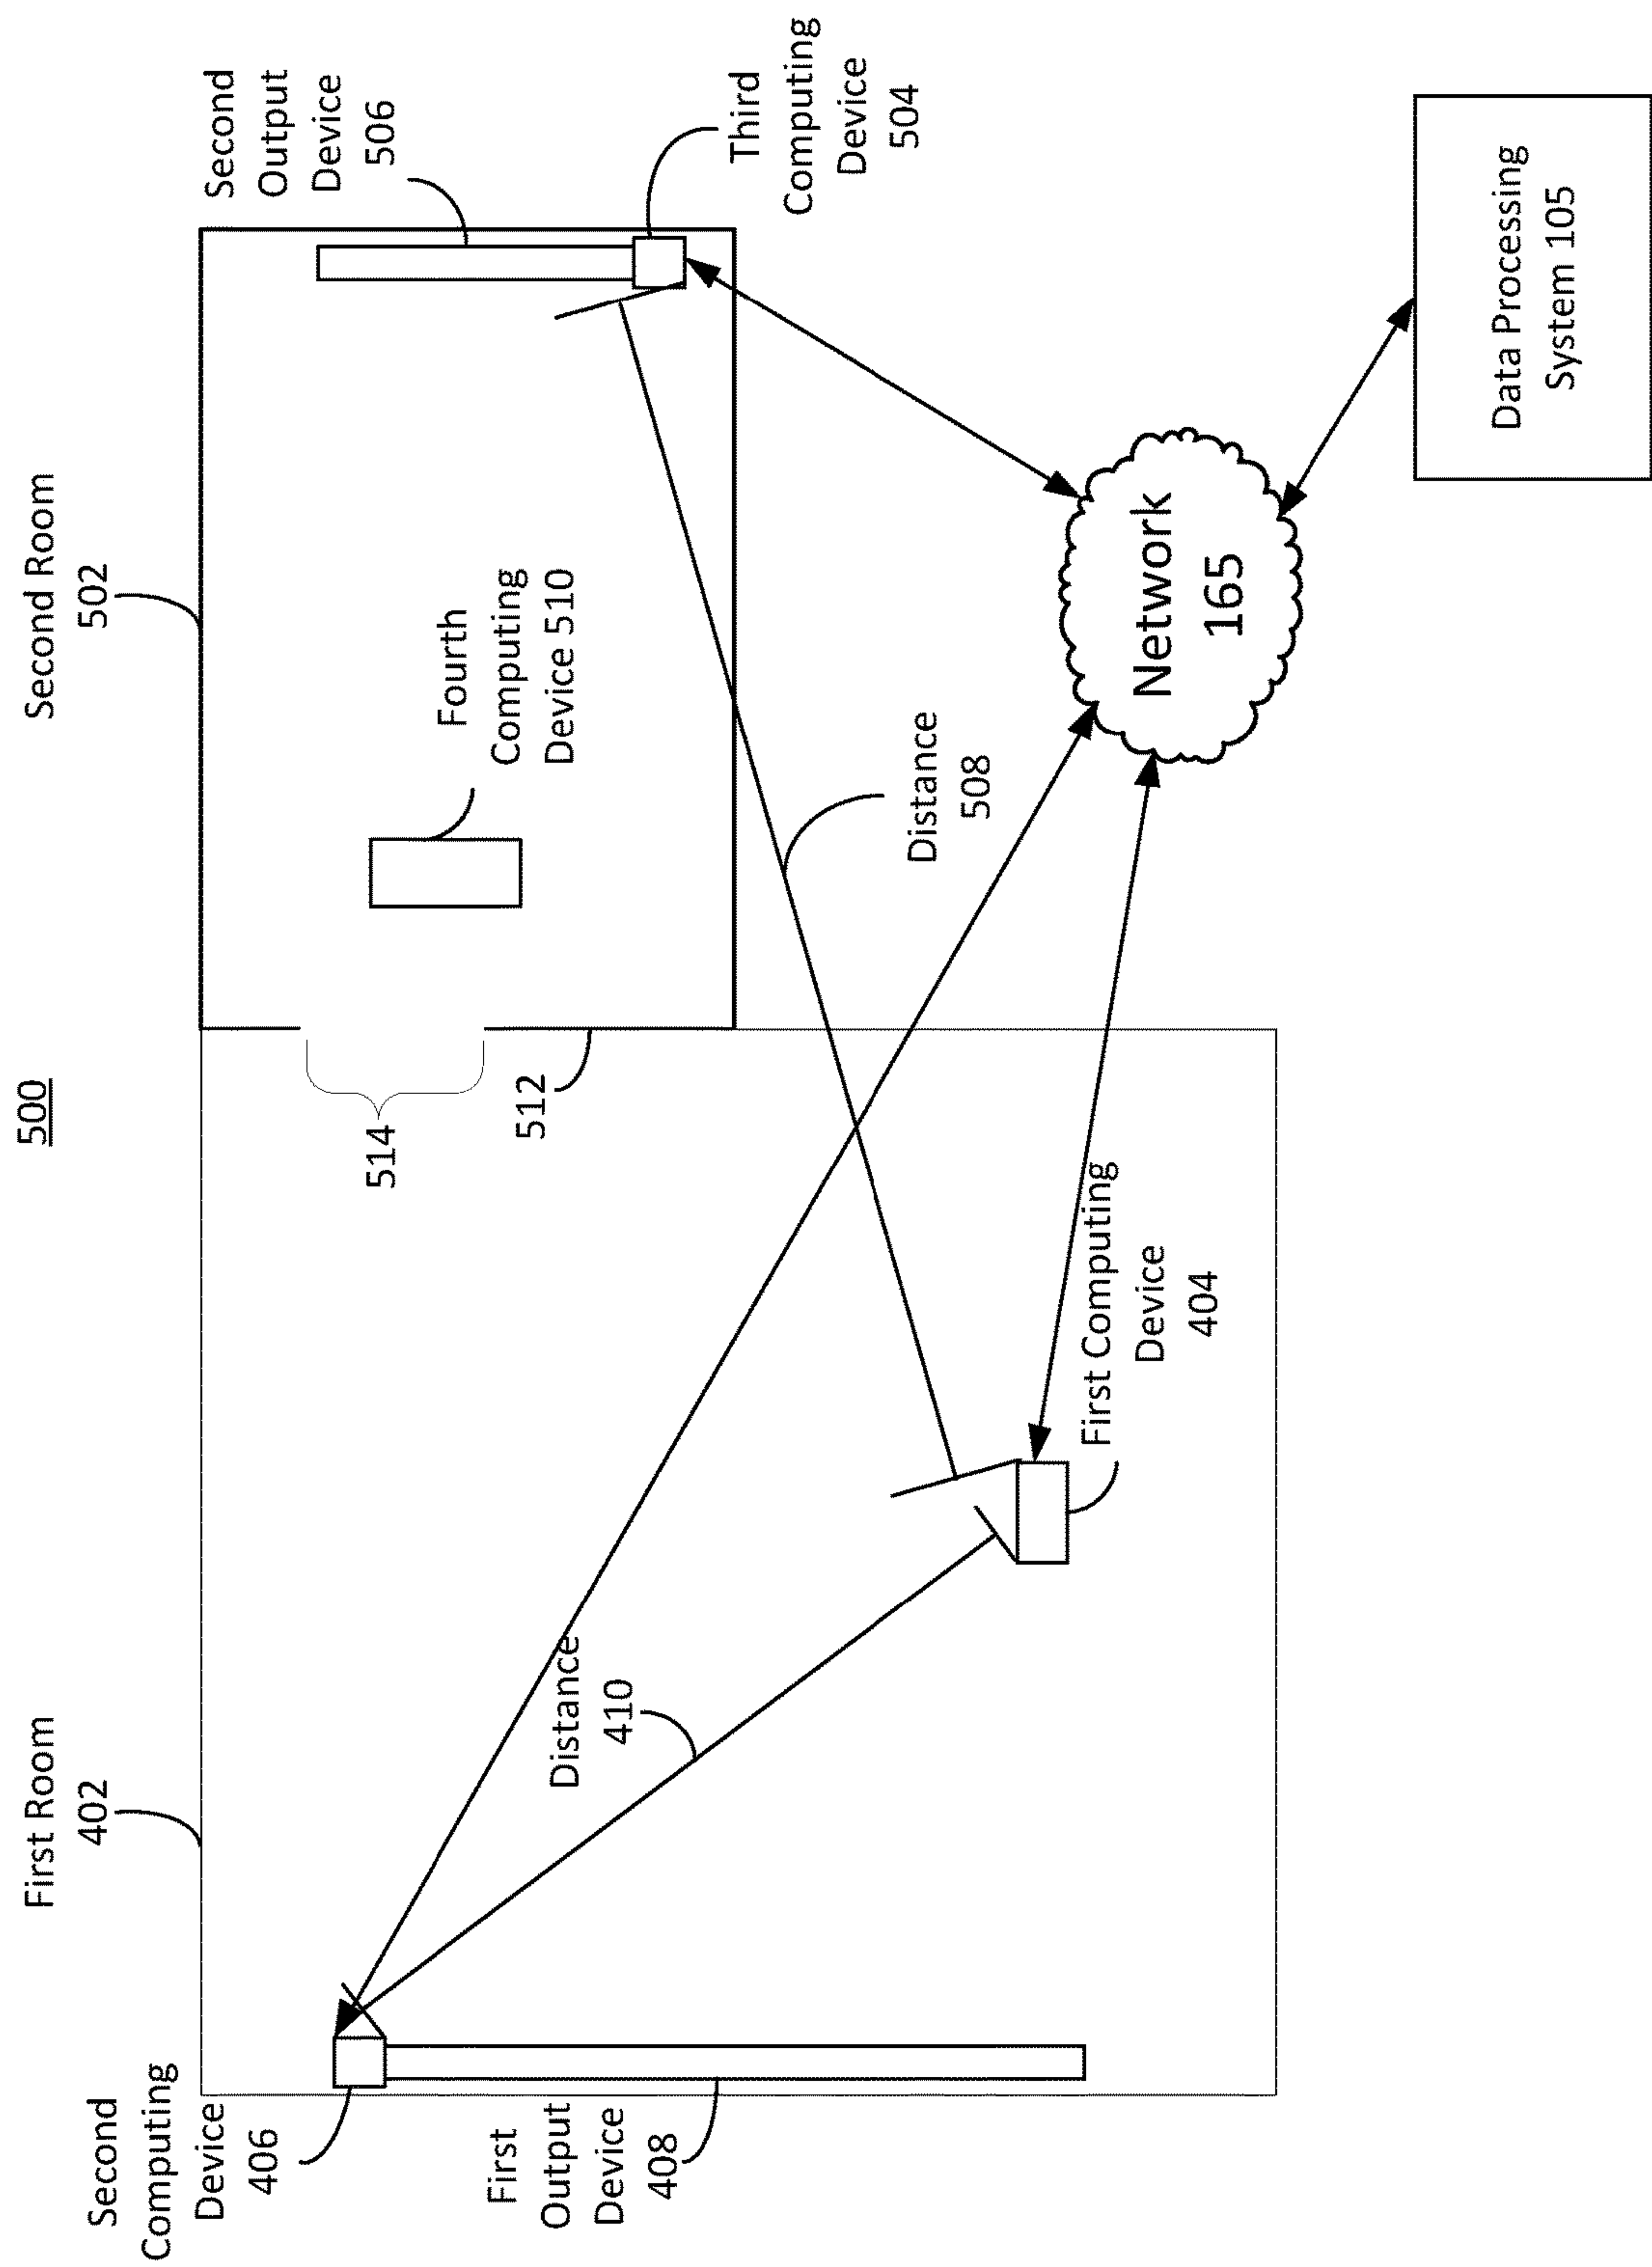 500
First Room
402
Second Room
502
Second
Computing
Device
406
First
Output
Device
408
Distance
410
514
512
Fourth
Computing
Device 510
Second
Output
Device
506
Third
Computing
Device
504
Distance
508
First Computing
Device
404
Network
165
Data Processing
System 105